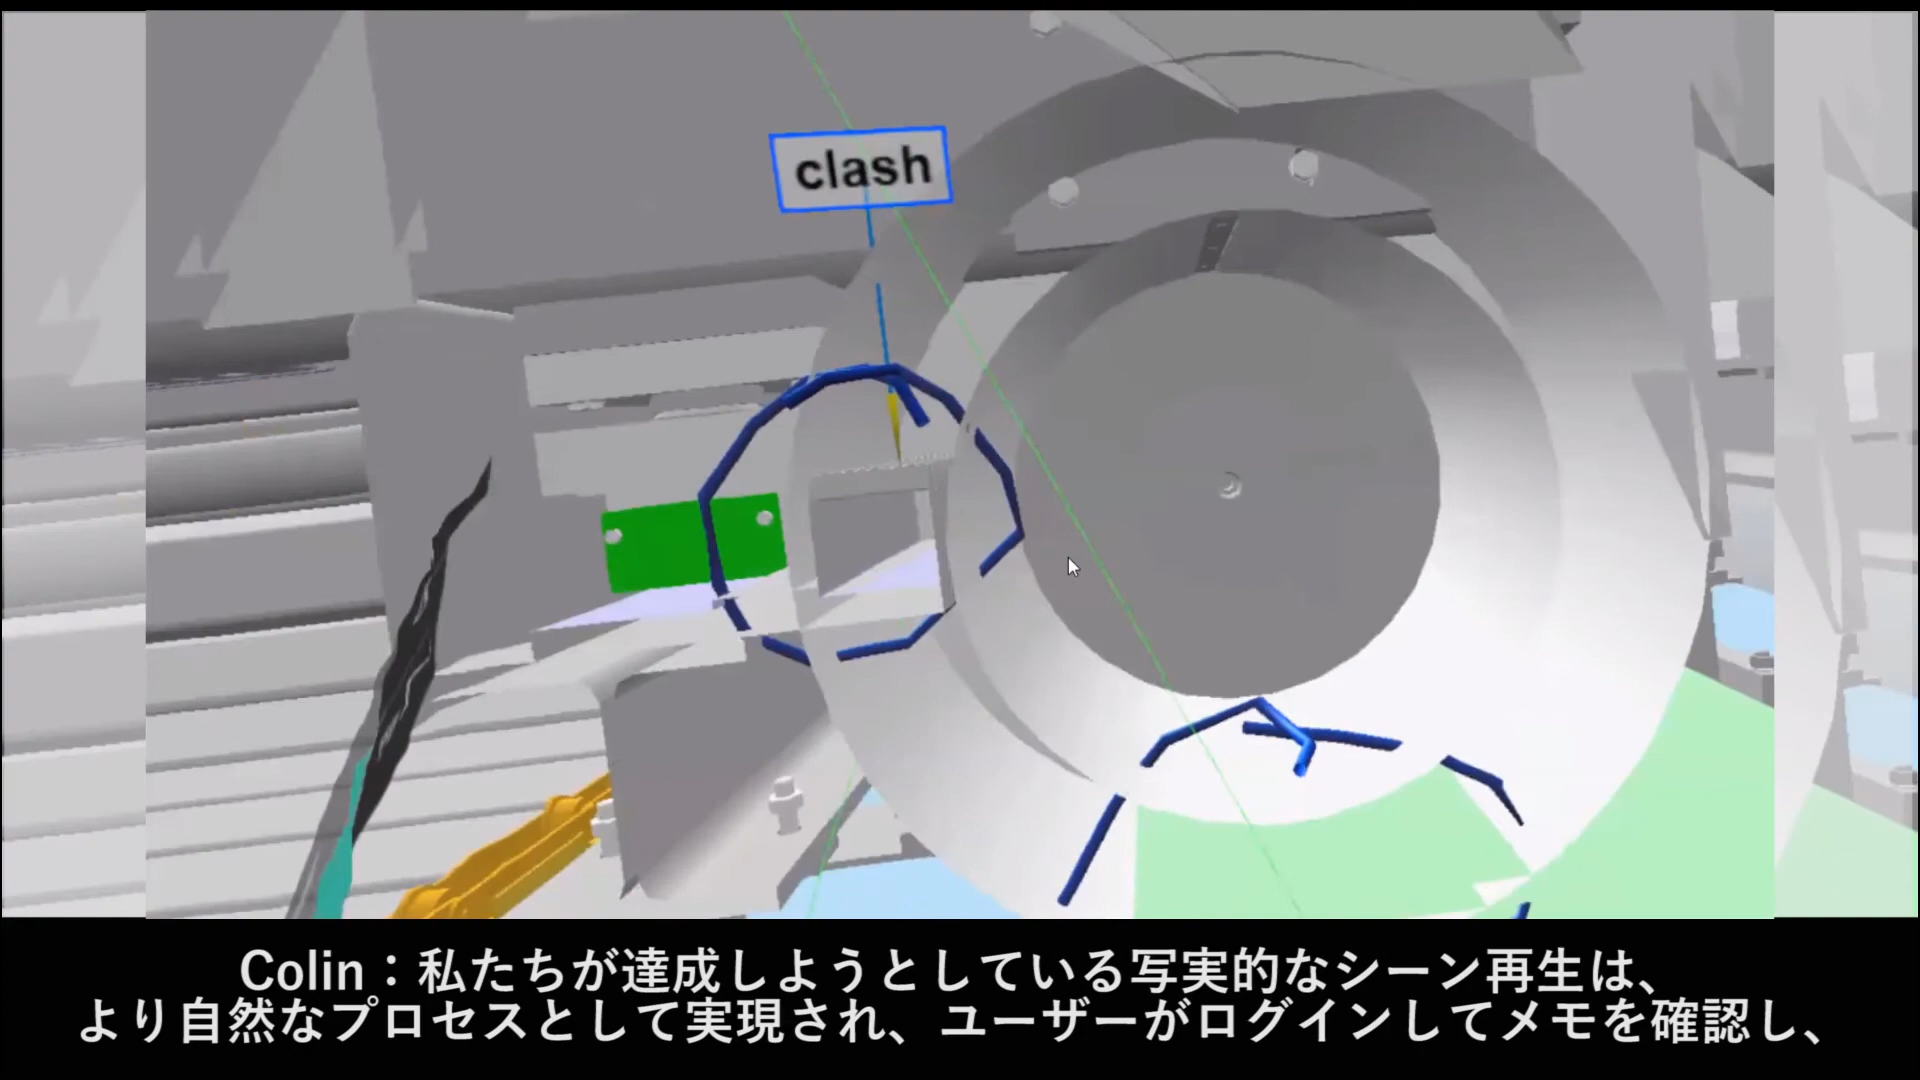 clash
Colin：私たちが達成しようとしている写実的なシーン再生は、
より自然なプロセスとして実現され、ユーザーがログインしてメモを確認し、